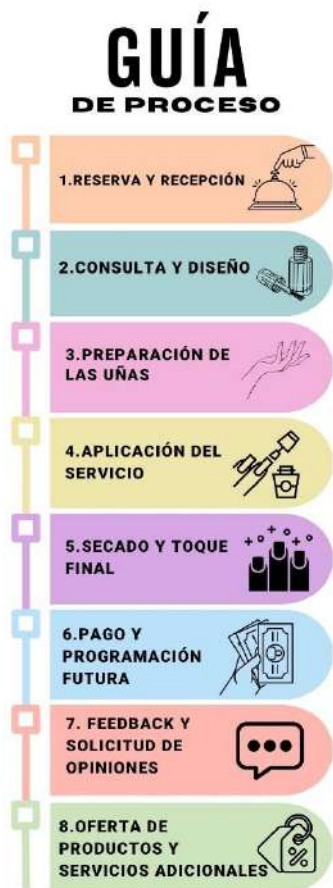 GUÍA
DE PROCESO
1.RESERVA Y RECEPCIÓN
2.CONSULTA Y DISEÑO
3.PREPARACIÓN DE
LAS UÑAS
4.APLICACIÓN DEL
SERVICIO
5.SECADO Y TOQUE
FINAL
6.PAGO Y
PROGRAMACIÓN
FUTURA
7. FEEDBACK Y
SOLICITUD DE
OPINIONES
8.OFERTA DE
PRODUCTOS Y
SERVICIOS ADICIONALES
%